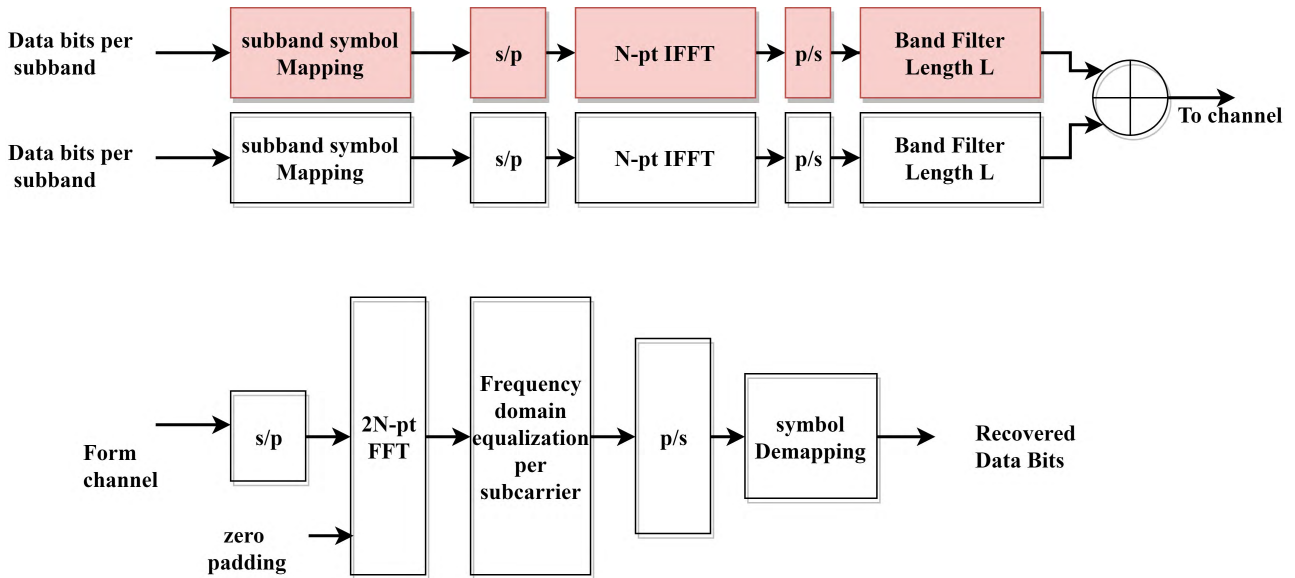 Data bits per
subband
subband symbol
Mapping
s/p
N-pt IFFT
p/s
Band Filter
Length L
To channel
Data bits per
subband
subband symbol
Mapping
s/p
N-pt IFFT
p/s
Band Filter
Length L
Form
channel
s/p
zero
padding
2N-pt
FFT
Frequency
domain
equalization
per
subcarrier
p/s
symbol
Demapping
Recovered
Data Bits